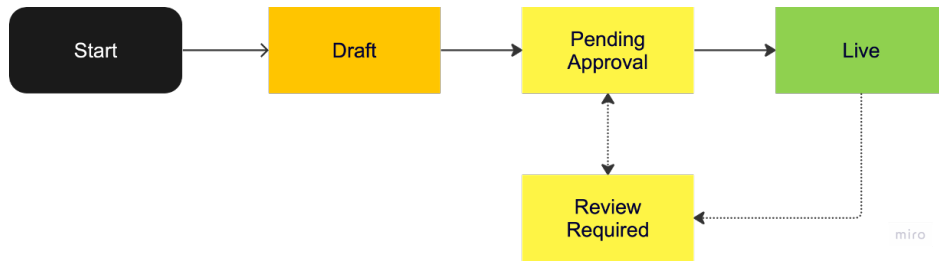 Start
Draft
Pending
Approval
Live
Review
Required
miro